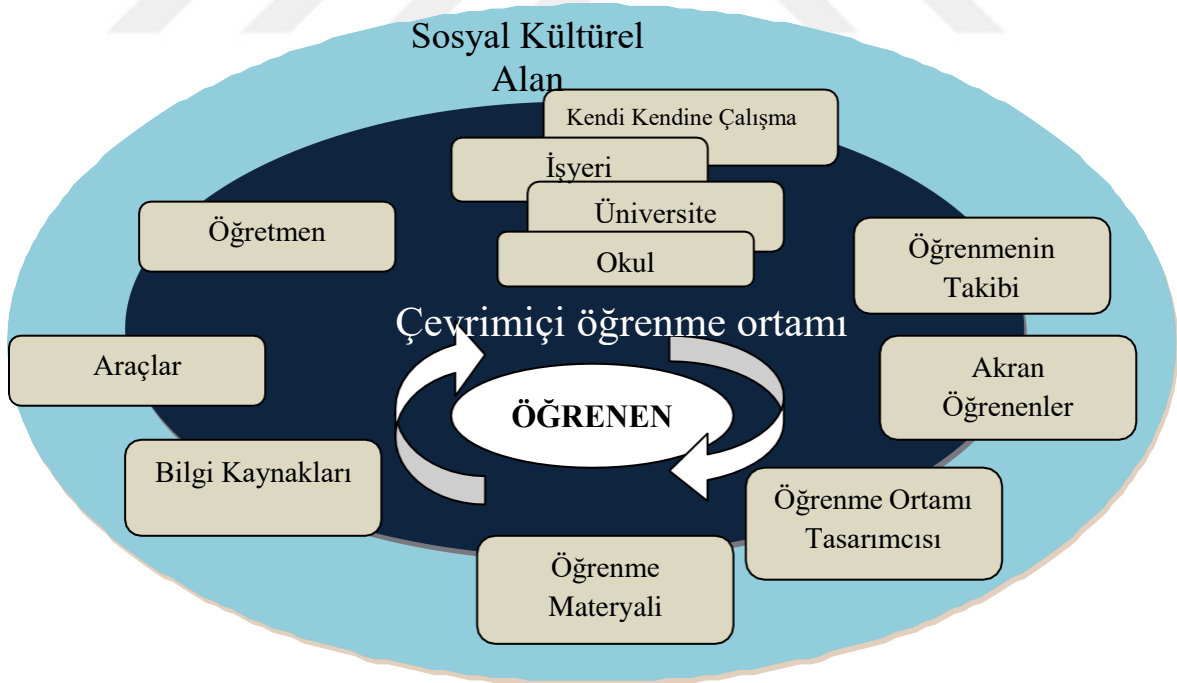 Sosyal Kültürel
Alan
Kendi Kendine Çalışma
İşyeri
Üniversite
Okul
Öğretmen
Öğrenmenin
Takibi
Çevrimiçi öğrenme ortamı
Araçlar
Akran
Öğrenenler
ÖĞRENEN
Bilgi Kaynakları
Öğrenme Ortamı
Tasarımcısı
Öğrenme
Materyali